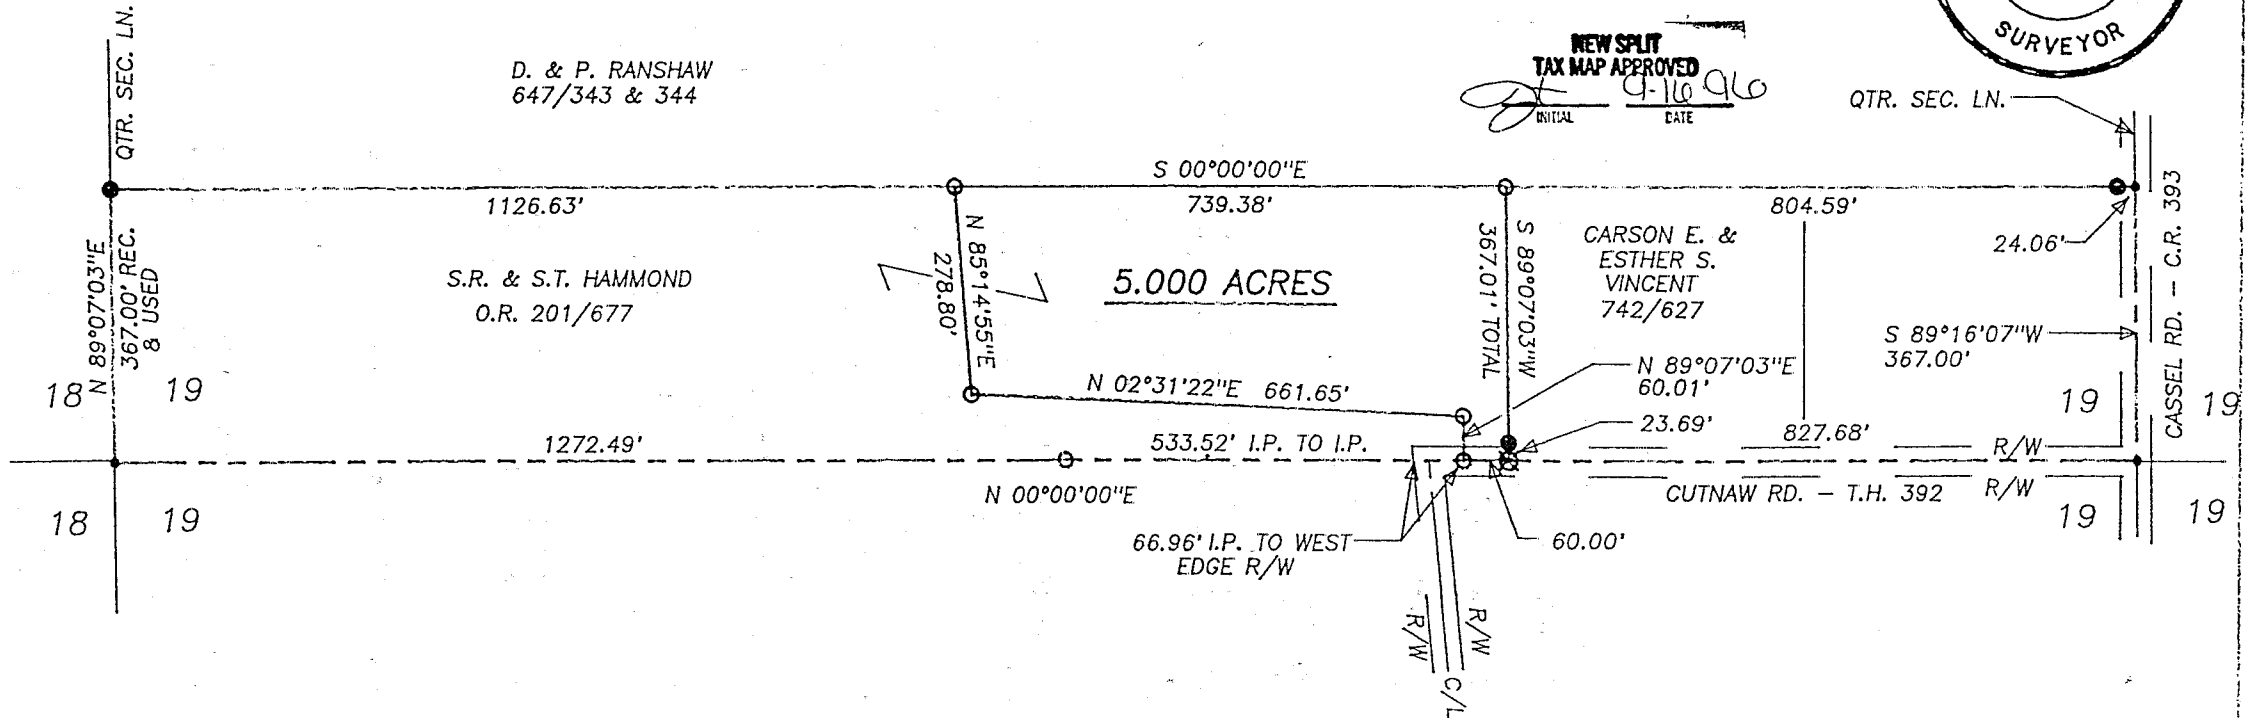 QTR. SEC. LN.
D. & P. RANSHAW
647/343 & 344
NEW SPLIT
TAX MAP APPROVED
9-16-96
INITIAL
DATE
SURVEYOR
QTR. SEC. LN.
S 00°00'00"E
1126.63'
739.38'
804.59'
24.06'
CASSEL RD. - C.R. 393
N 89°07'03"E
367.00' REC.
& USED
S.R. & S.T. HAMMOND
O.R. 201/677
N 85°14'55"E
278.80'
5.000 ACRES
S 89°07'03"W
367.01' TOTAL
CARSON E. &
ESTHER S.
VINCENT
742/627
S 89°16'07"W
367.00'
N 89°07'03"E
60.01'
18
19
N 02°31'22"E 661.65'
23.69'
19
19
1272.49'
533.52' I.P. TO I.P.
827.68'
R/W
N 00°00'00"E
CUTNAW RD. - T.H. 392
R/W
18
19
66.96' I.P. TO WEST
EDGE R/W
60.00'
19
19
R/W
R/W
C/L